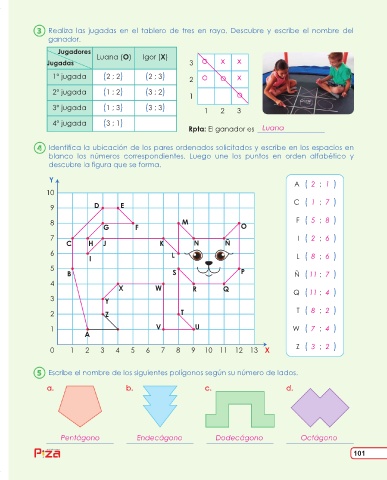 3 Realiza las jugadas en el tablero de tres en raya. Descubre y escribe el nombre del
ganador.
Jugadores
Jugadas
Luana (O) Igor (X)
1° jugada (2 ; 2) (2 ; 3)
2° jugada (1 ; 2) (3 ; 2)
3° jugada (1 ; 3) (3 ; 3)
4° jugada (3 ; 1)
3 O X X
2 O O X
1 O
1 2 3
Rpta: El ganador es Luana
4 Identifica la ubicación de los pares ordenados solicitados y escribe en los espacios en
blanco los números correspondientes. Luego une los puntos en orden alfabético y
descubre la figura que se forma.
Y
10
9 D E
8 G F M O
7 C H J K N Ñ
6 I L
5 B S P
4 X W R Q
3 Y
2 Z T
1 A V U
0 1 2 3 4 5 6 7 8 9 10 11 12 13 X
A ( 2 ; 1 )
C ( 1 ; 7 )
F ( 5 ; 8 )
I ( 2 ; 6 )
L ( 8 ; 6 )
Ñ ( 11 ; 7 )
Q ( 11 ; 4 )
T ( 8 ; 2 )
W ( 7 ; 4 )
Z ( 3 ; 2 )
5 Escribe el nombre de los siguientes polígonos según su número de lados.
a. b. c. d.
Pentágono Endecágono Dodecágono Octágono
P:zä
101